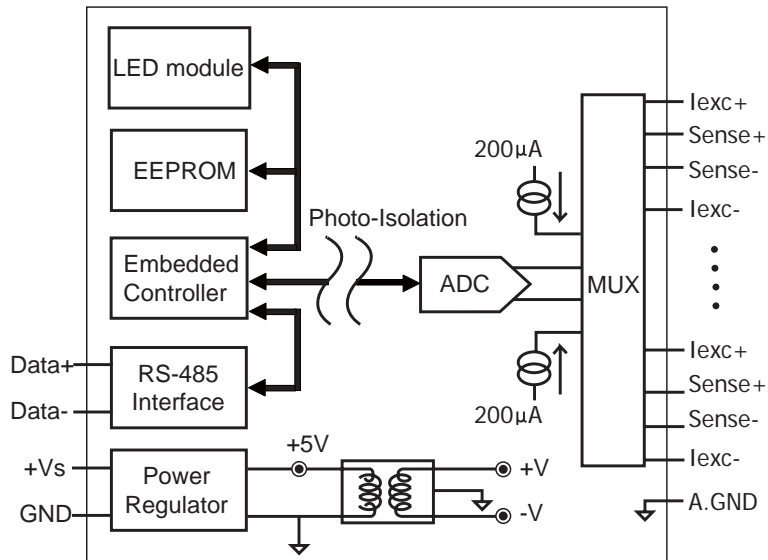 LED module
EEPROM
Embedded
Controller
Photo-Isolation
ADC
200µA
200µA
MUX
Iexc+
Sense+
Sense-
Iexc-
Iexc+
Sense+
Sense-
Iexc-
A.GND
Data+
Data-
RS-485
Interface
+Vs
GND
Power
Regulator
+5V
+V
-V